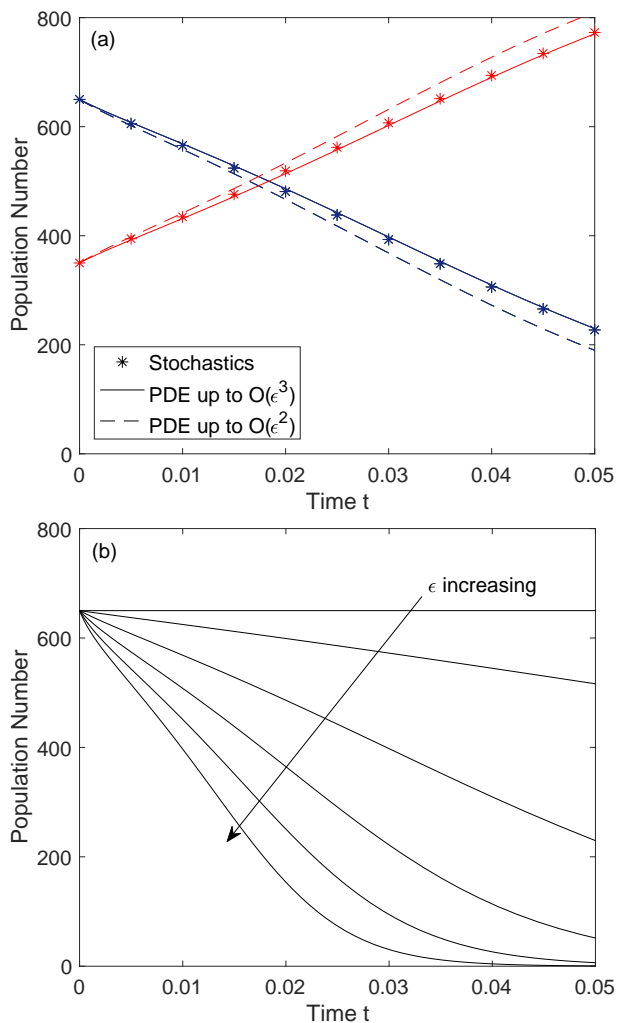 800
(a)
600
400
200
0
Population Number
Stochastics
PDE up to O(ϵ³)
PDE up to O(ϵ²)
0 0.01 0.02 0.03 0.04 0.05
Time t
800
(b)
ϵ increasing
600
400
200
0
Population Number
0 0.01 0.02 0.03 0.04 0.05
Time t